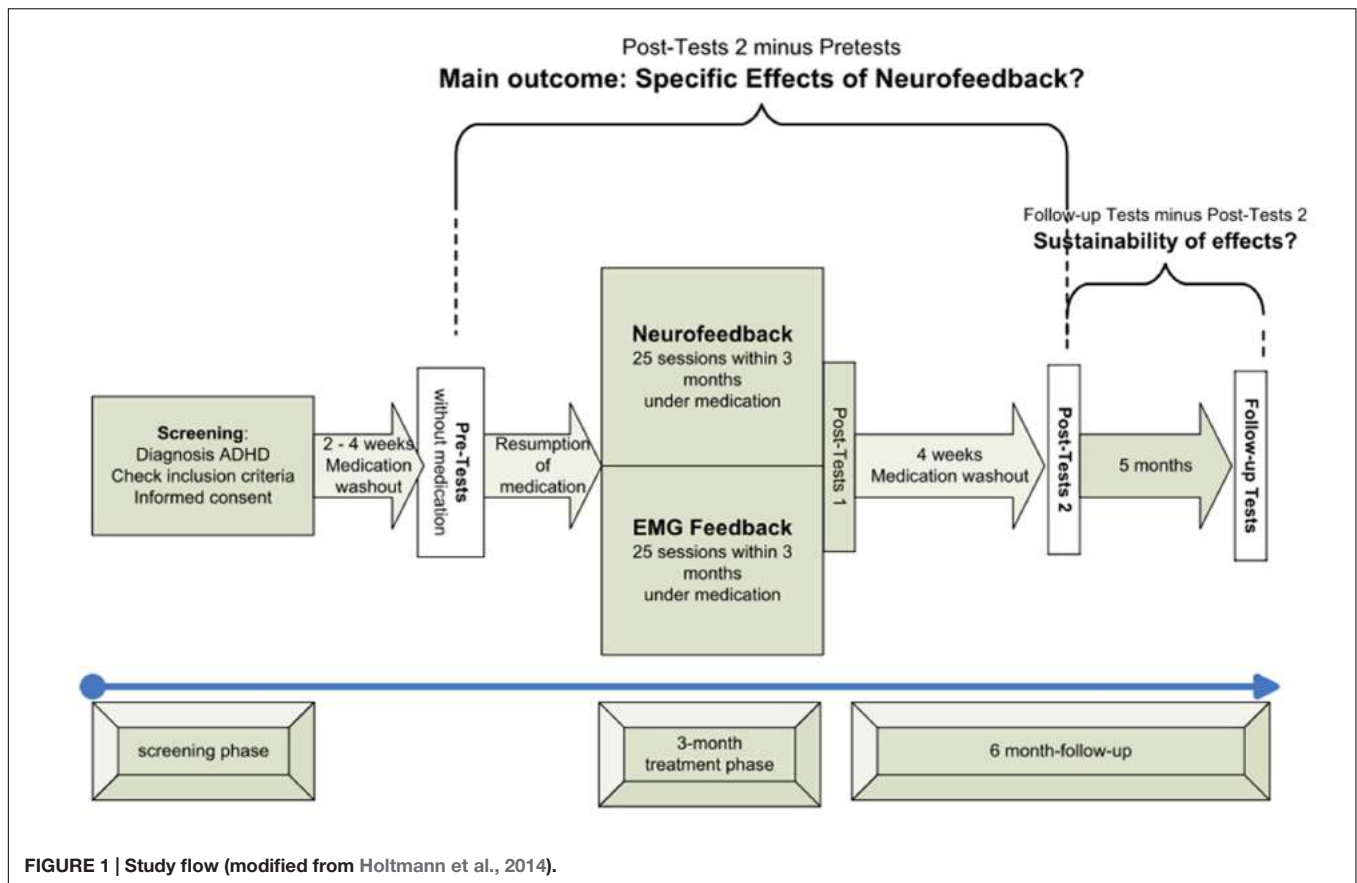 Post-Tests 2 minus Pretests
Main outcome: Specific Effects of Neurofeedback?
Follow-up Tests minus Post-Tests 2
Sustainability of effects?
Screening:
Diagnosis ADHD
Check inclusion criteria
Informed consent
2 - 4 weeks
Medication
washout
Pre-Tests
without medication
Resumption
of
medication
Neurofeedback
25 sessions within 3
months
under medication
EMG Feedback
25 sessions within 3
months
under medication
Post-Tests 1
4 weeks
Medication washout
Post-Tests 2
5 months
Follow-up Tests
screening phase
3-month
treatment phase
6 month-follow-up
FIGURE 1 | Study flow (modified from Holtmann et al., 2014).